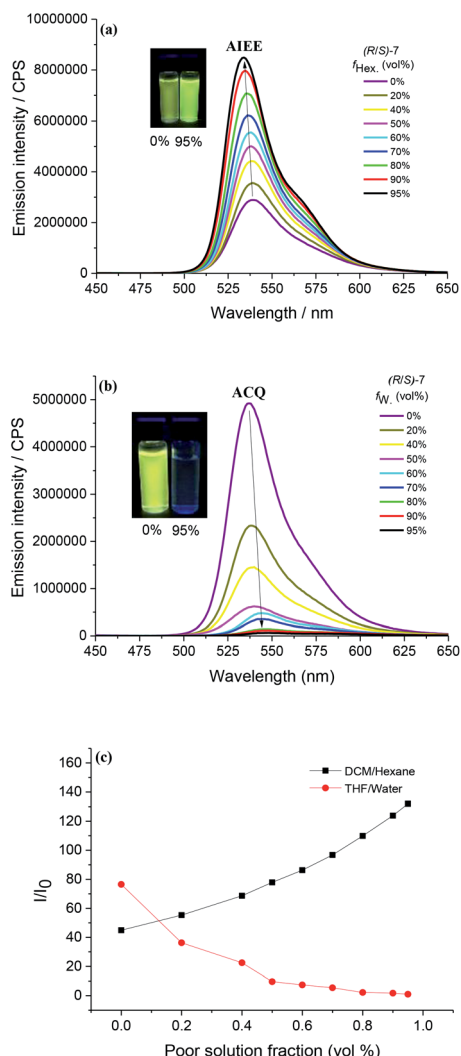 (a)
AIEE
(R/S)-7
fHex. (vol%)
0%
20%
40%
50%
60%
70%
80%
90%
95%
0% 95%
Emission intensity / CPS
10000000
8000000
6000000
4000000
2000000
0
450 475 500 525 550 575 600 625 650
Wavelength / nm
(b)
ACQ
(R/S)-7
fW. (vol%)
0%
20%
40%
50%
60%
70%
80%
90%
95%
0% 95%
Emission intensity / CPS
5000000
4000000
3000000
2000000
1000000
0
450 475 500 525 550 575 600 625 650
Wavelength (nm)
(c)
DCM/Hexane
THF/Water
I/I0
160
140
120
100
80
60
40
20
0
0.0 0.2 0.4 0.6 0.8 1.0
Poor solution fraction (vol %)